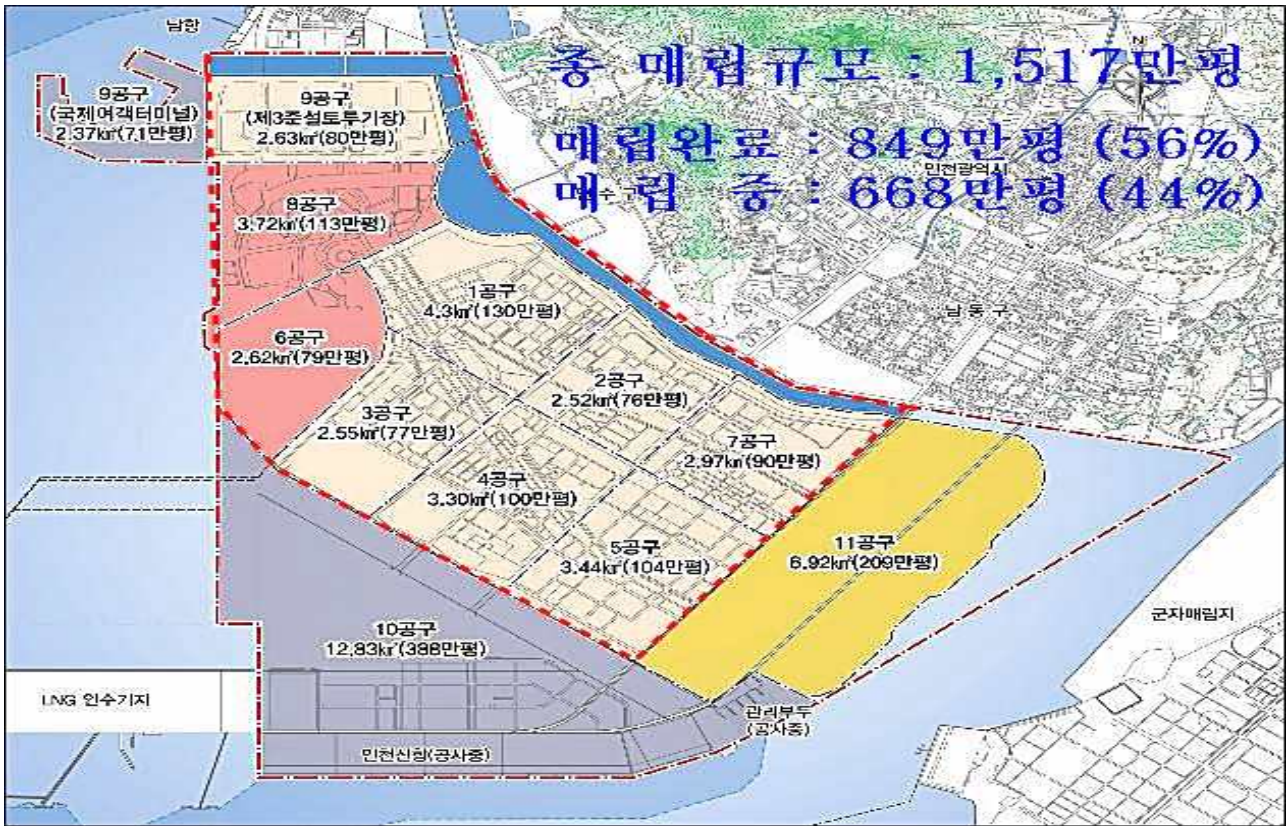 남항
총 매립규모 : 1,517만평
매립완료 : 849만평 (56%)
매립 중 : 668만평 (44%)
N
인천광역시
수구
남동구
9공구
(국제여객터미널)
2.37㎢(71만평)
9공구
(제3준설토투기장)
2.63㎢(80만평)
8공구
3.72㎢(113만평)
1공구
4.3㎢(130만평)
6공구
2.62㎢(79만평)
2공구
2.52㎢(76만평)
3공구
2.55㎢(77만평)
7공구
2.97㎢(90만평)
4공구
3.30㎢(100만평)
5공구
3.44㎢(104만평)
11공구
6.92㎢(209만평)
10공구
12.83㎢(388만평)
군자매립지
LNG 인수기지
관리부두
(공사중)
인천신항(공사중)